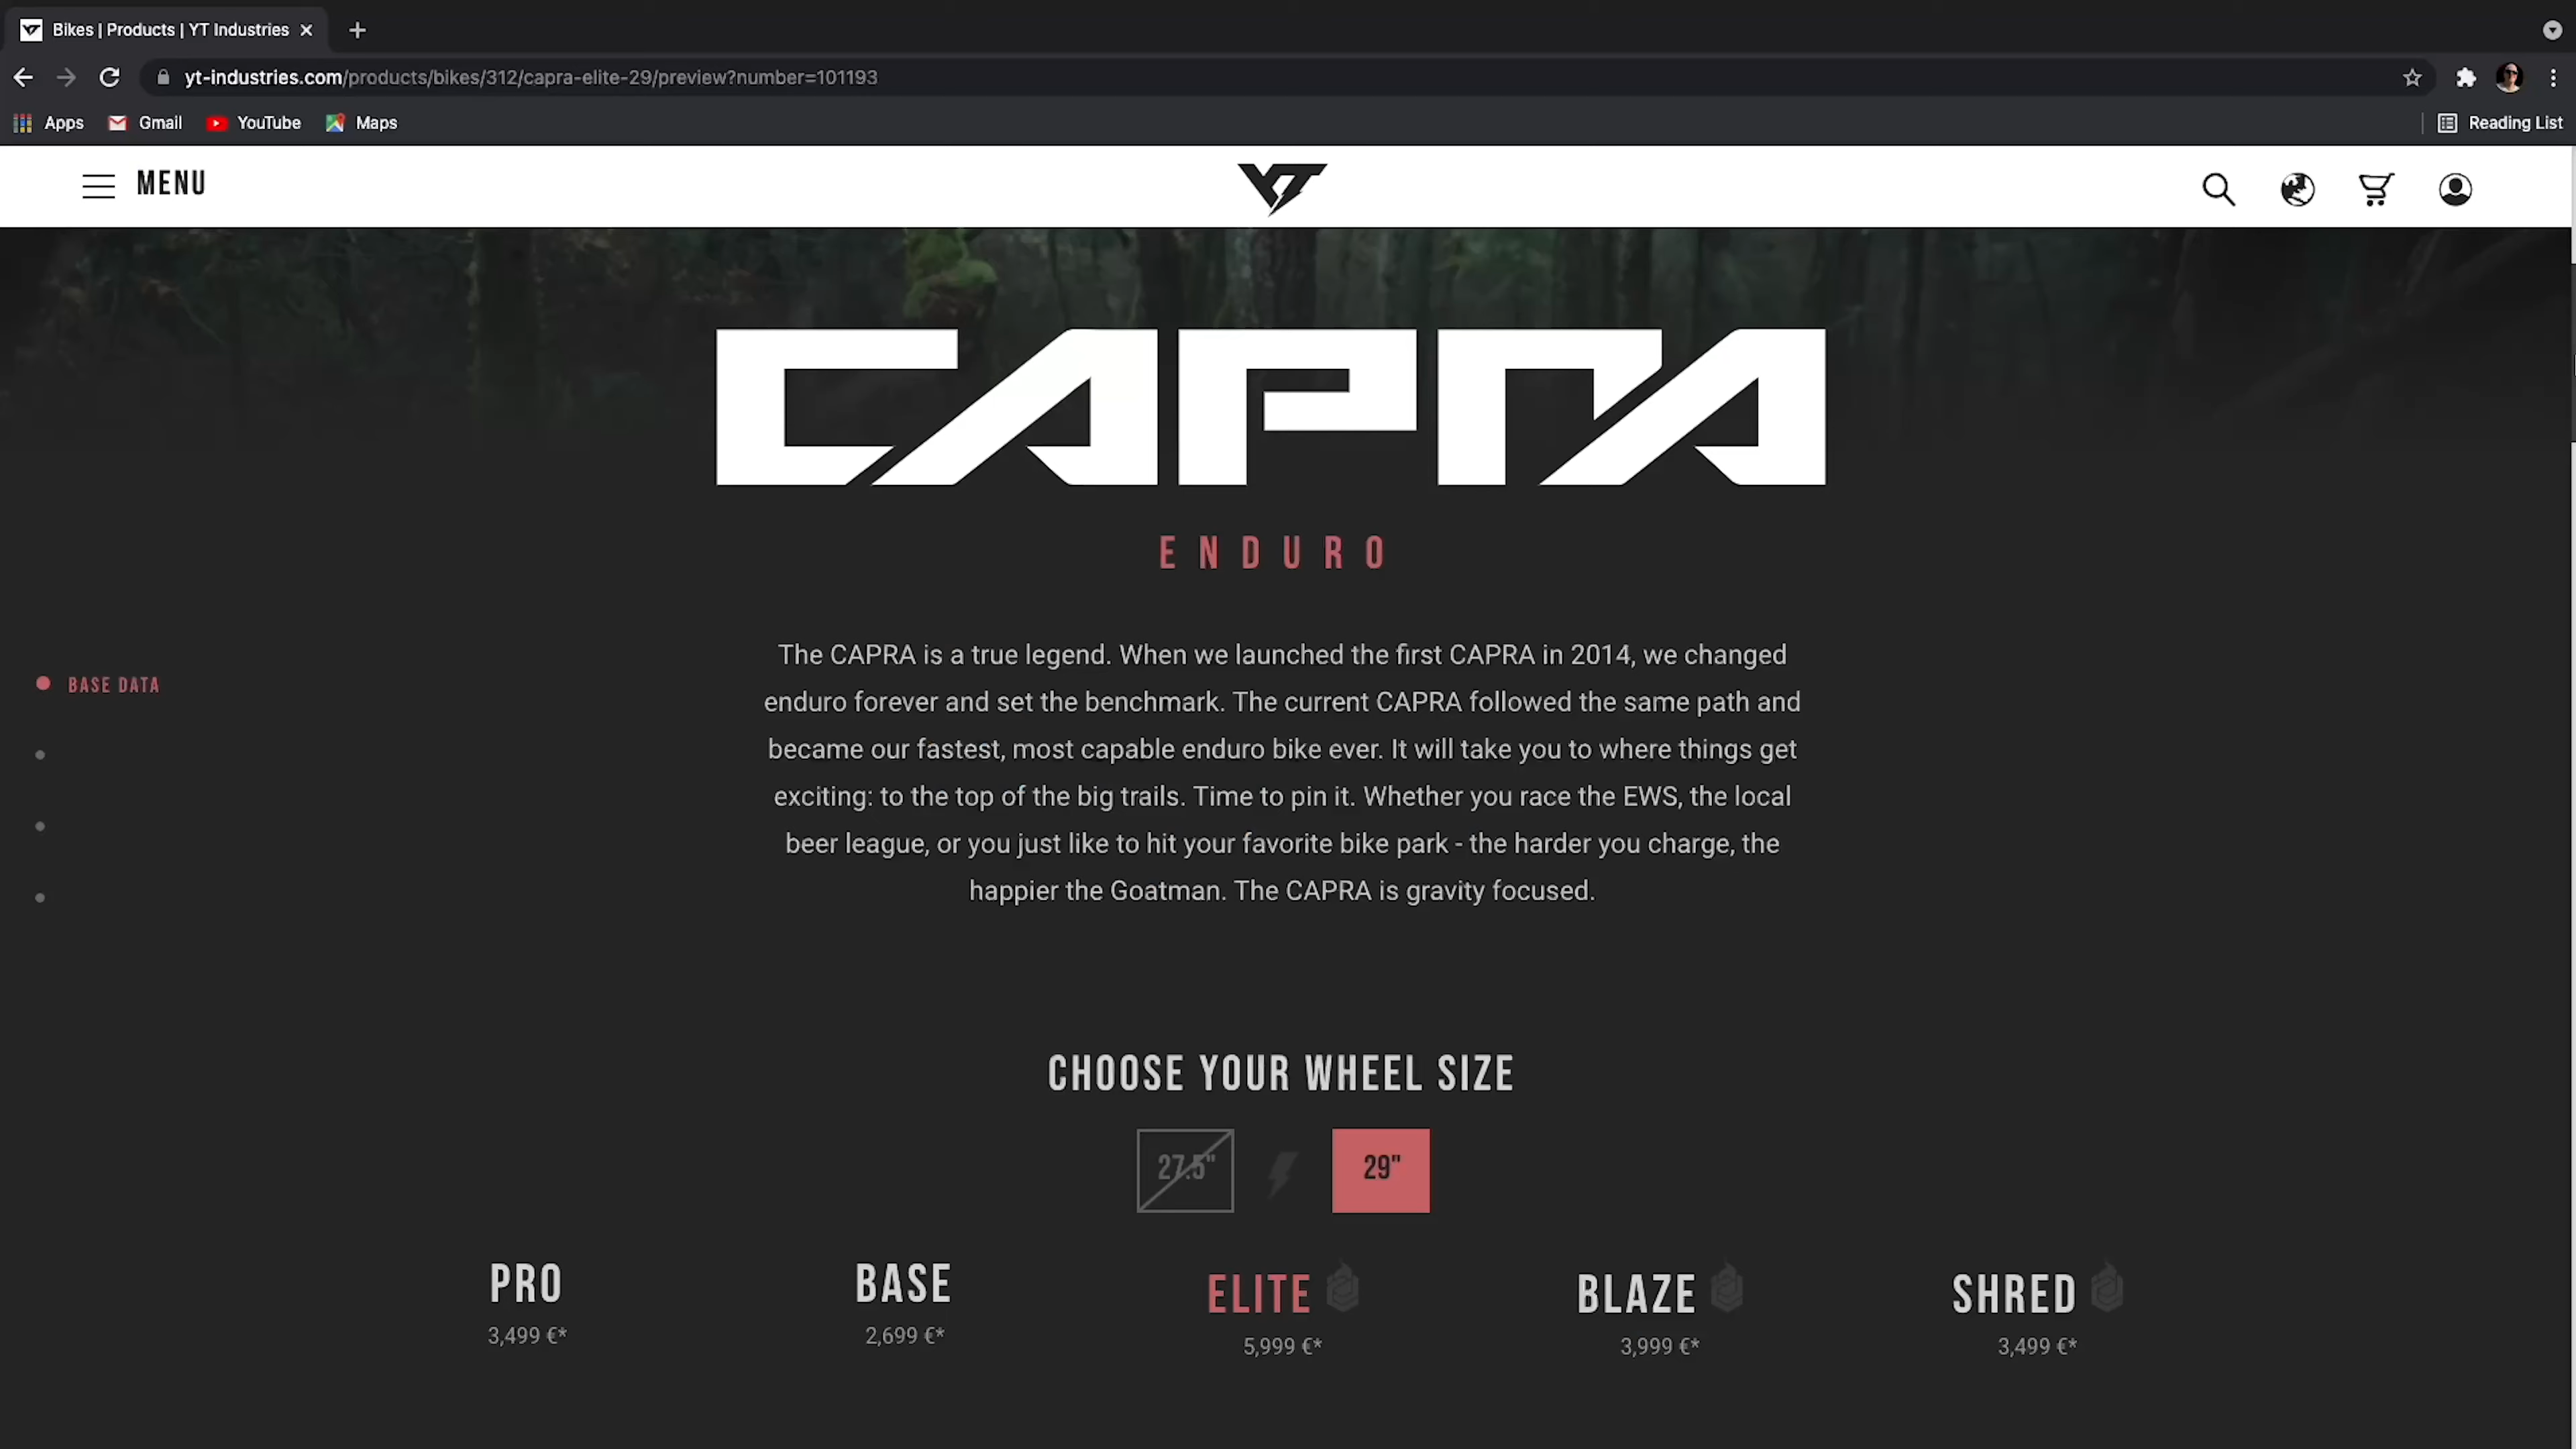 Bikes | Products | YT Industries
yt-industries.com/products/bikes/312/capra-elite-29/preview?number=101193
Apps Gmail YouTube Maps Reading List
MENU YT
CAPRA
ENDURO
The CAPRA is a true legend. When we launched the first CAPRA in 2014, we changed
enduro forever and set the benchmark. The current CAPRA followed the same path and
became our fastest, most capable enduro bike ever. It will take you to where things get
exciting: to the top of the big trails. Time to pin it. Whether you race the EWS, the local
beer league, or you just like to hit your favorite bike park - the harder you charge, the
happier the Goatman. The CAPRA is gravity focused.
BASE DATA
CHOOSE YOUR WHEEL SIZE
27.5" 29"
PRO BASE ELITE BLAZE SHRED
3,499 €* 2,699 €* 5,999 €* 3,999 €* 3,499 €*